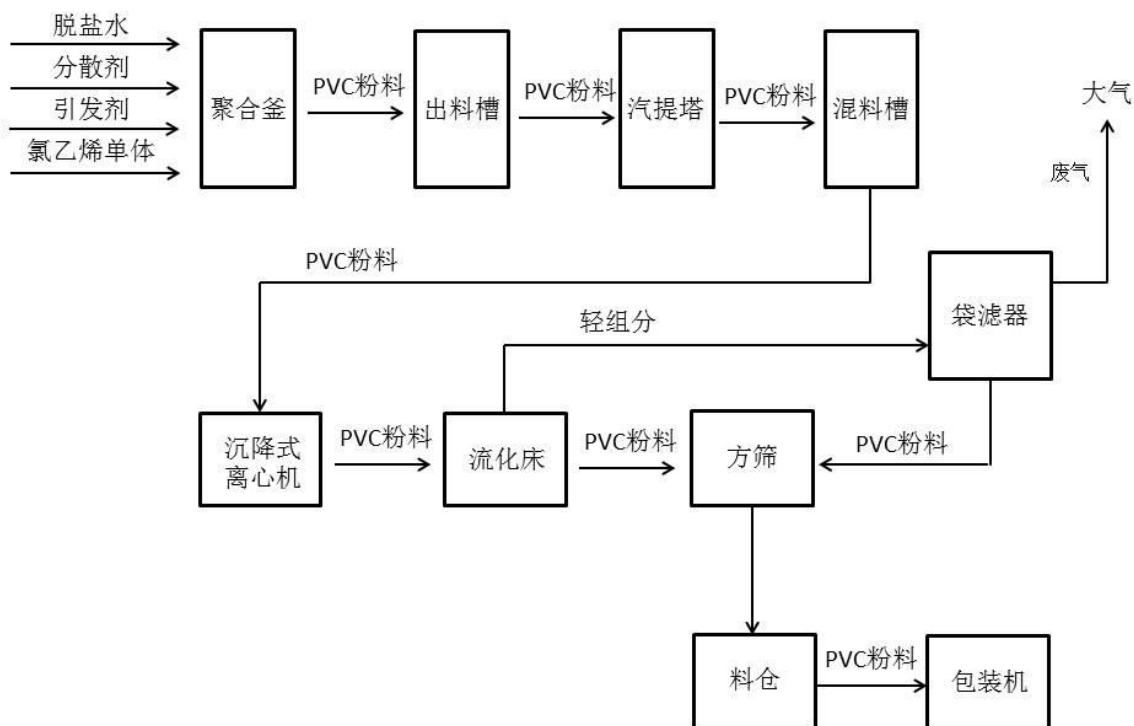 脱盐水
分散剂
引发剂
氯乙烯单体
聚合釜
PVC粉料
出料槽
PVC粉料
汽提塔
PVC粉料
混料槽
大气
废气
PVC粉料
轻组分
袋滤器
沉降式
离心机
PVC粉料
流化床
PVC粉料
方筛
PVC粉料
料仓
PVC粉料
包装机